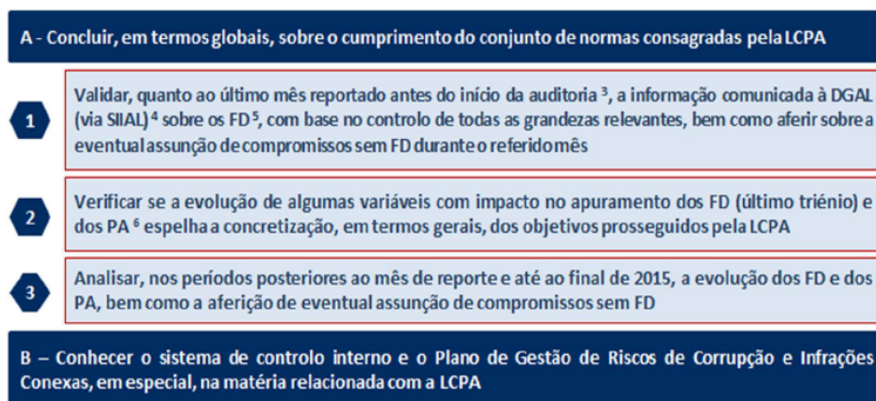 A - Concluir, em termos globais, sobre o cumprimento do conjunto de normas consagradas pela LCPA
1
Validar, quanto ao último mês reportado antes do início da auditoria ³, a informação comunicada à DGAL
(via SIIAL) ⁴ sobre os FD ⁵, com base no controlo de todas as grandezas relevantes, bem como aferir sobre a
eventual assunção de compromissos sem FD durante o referido mês
2
Verificar se a evolução de algumas variáveis com impacto no apuramento dos FD (último triénio) e
dos PA ⁶ espelha a concretização, em termos gerais, dos objetivos prosseguidos pela LCPA
3
Analisar, nos períodos posteriores ao mês de reporte e até ao final de 2015, a evolução dos FD e dos
PA, bem como a aferição de eventual assunção de compromissos sem FD
B – Conhecer o sistema de controlo interno e o Plano de Gestão de Riscos de Corrupção e Infrações
Conexas, em especial, na matéria relacionada com a LCPA